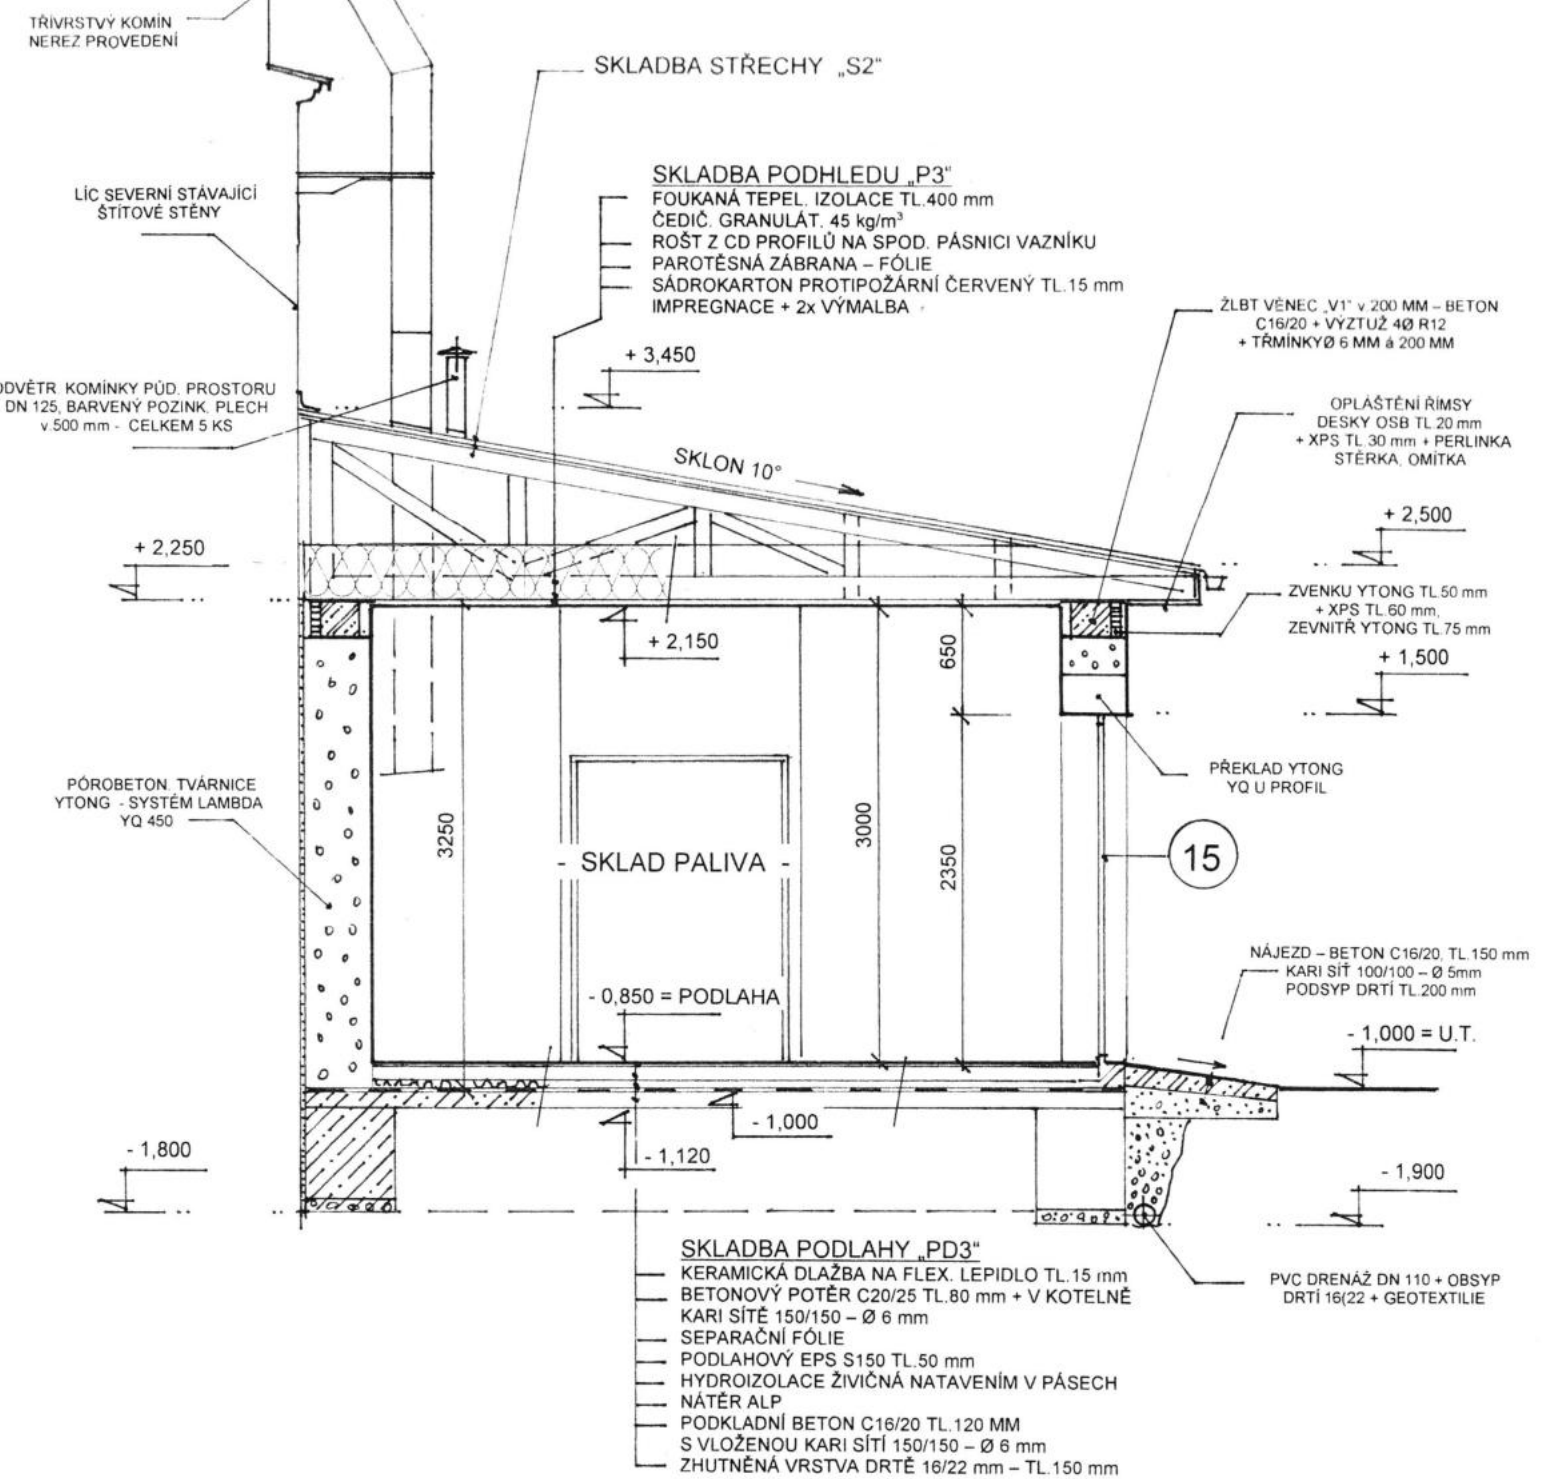 TŘÍVRSTVÝ KOMÍN
NEREZ PROVEDENÍ
SKLADBA STŘECHY „S2“
LÍC SEVERNÍ STÁVAJÍCÍ
ŠTÍTOVÉ STĚNY
SKLADBA PODHLEDU „P3“
FOUKANÁ TEPEL. IZOLACE TL.400 mm
ČEDIČ. GRANULÁT. 45 kg/m³
ROŠT Z CD PROFILŮ NA SPOD. PÁSNICI VAZNÍKU
PAROTĚSNÁ ZÁBRANA – FÓLIE
SÁDROKARTON PROTIPOŽÁRNÍ ČERVENÝ TL.15 mm
IMPREGNACE + 2x VÝMALBA
ŽLBT VĚNEC „V1“ v.200 MM – BETON
C16/20 + VÝZTUŽ 4Ø R12
+ TŘMÍNKYØ 6 MM á 200 MM
+ 3,450
ODVĚTR. KOMÍNKY PŮD. PROSTORU
DN 125, BARVENÝ POZINK. PLECH
v.500 mm - CELKEM 5 KS
OPLÁŠTĚNÍ ŘÍMSY
DESKY OSB TL.20 mm
+ XPS TL.30 mm + PERLINKA
STĚRKA, OMÍTKA
SKLON 10°
+ 2,500
+ 2,250
ZVENKU YTONG TL.50 mm
+ XPS TL.60 mm,
ZEVNITŘ YTONG TL.75 mm
+ 2,150
650
+ 1,500
PŘEKLAD YTONG
YQ U PROFIL
PÓROBETON. TVÁRNICE
YTONG - SYSTÉM LAMBDA
YQ 450
3250
3000
2350
- SKLAD PALIVA -
15
NÁJEZD – BETON C16/20, TL.150 mm
KARI SÍŤ 100/100 – Ø 5mm
PODSYP DRTÍ TL.200 mm
- 0,850 = PODLAHA
- 1,000 = U.T.
- 1,000
- 1,120
- 1,800
- 1,900
SKLADBA PODLAHY „PD3“
KERAMICKÁ DLAŽBA NA FLEX. LEPIDLO TL.15 mm
BETONOVÝ POTĚR C20/25 TL.80 mm + V KOTELNĚ
KARI SÍTĚ 150/150 – Ø 6 mm
SEPARAČNÍ FÓLIE
PODLAHOVÝ EPS S150 TL.50 mm
HYDROIZOLACE ŽIVIČNÁ NATAVENÍM V PÁSECH
NÁTĚR ALP
PODKLADNÍ BETON C16/20 TL.120 MM
S VLOŽENOU KARI SÍTÍ 150/150 – Ø 6 mm
ZHUTNĚNÁ VRSTVA DRTĚ 16/22 mm – TL.150 mm
PVC DRENÁŽ DN 110 + OBSYP
DRTÍ 16(22 + GEOTEXTILIE